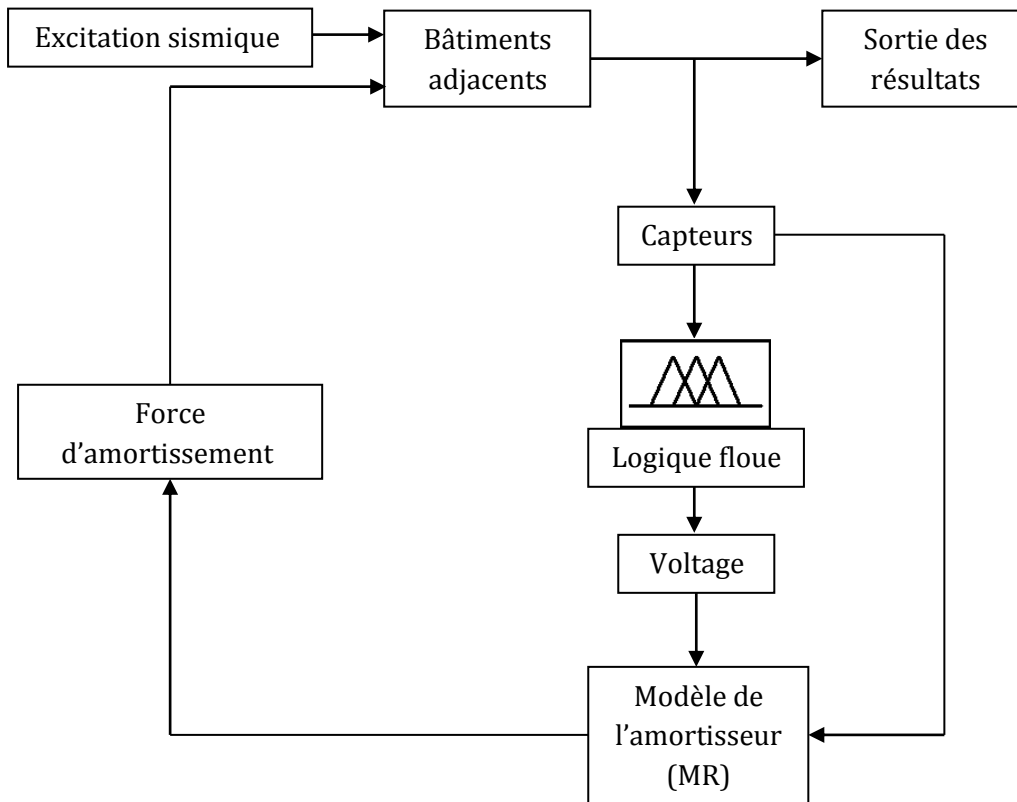 Excitation sismique
Bâtiments
adjacents
Sortie des
résultats
Capteurs
Force
d’amortissement
Logique floue
Voltage
Modèle de
l’amortisseur
(MR)